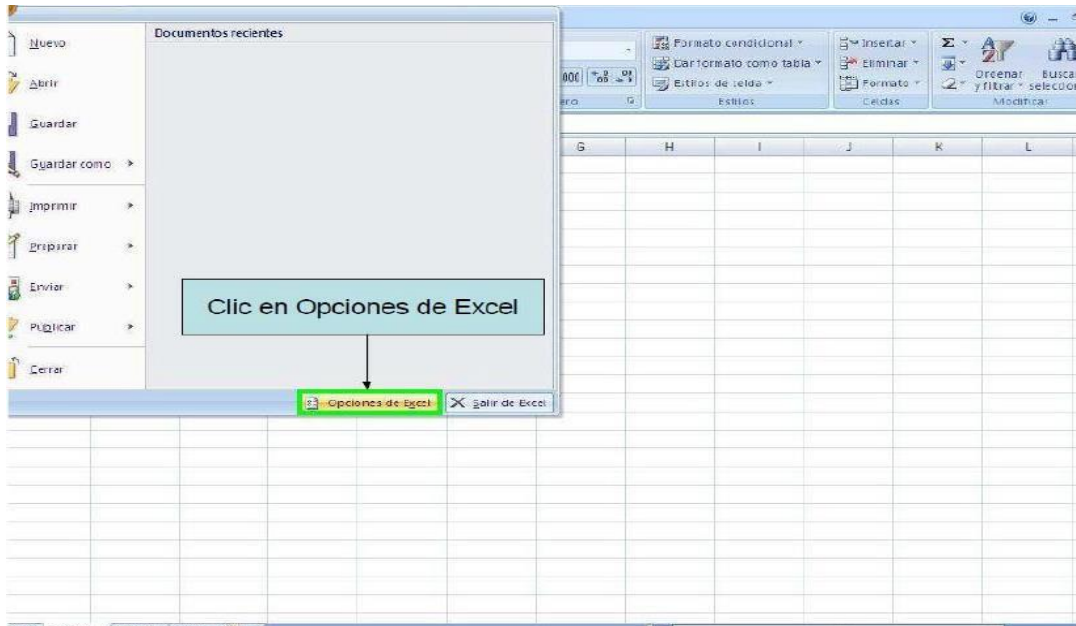 Nuevo
Abrir
Guardar
Guardar como
Imprimir
Preparar
Enviar
Publicar
Cerrar
Documentos recientes
Clic en Opciones de Excel
Opciones de Excel
Salir de Excel
Formato condicional
Dar formato como tabla
Estilos de celda
Estilos
Insertar
Eliminar
Formato
Celdas
Σ
Ordenar
y filtrar
Modificar
000
G H I J K L